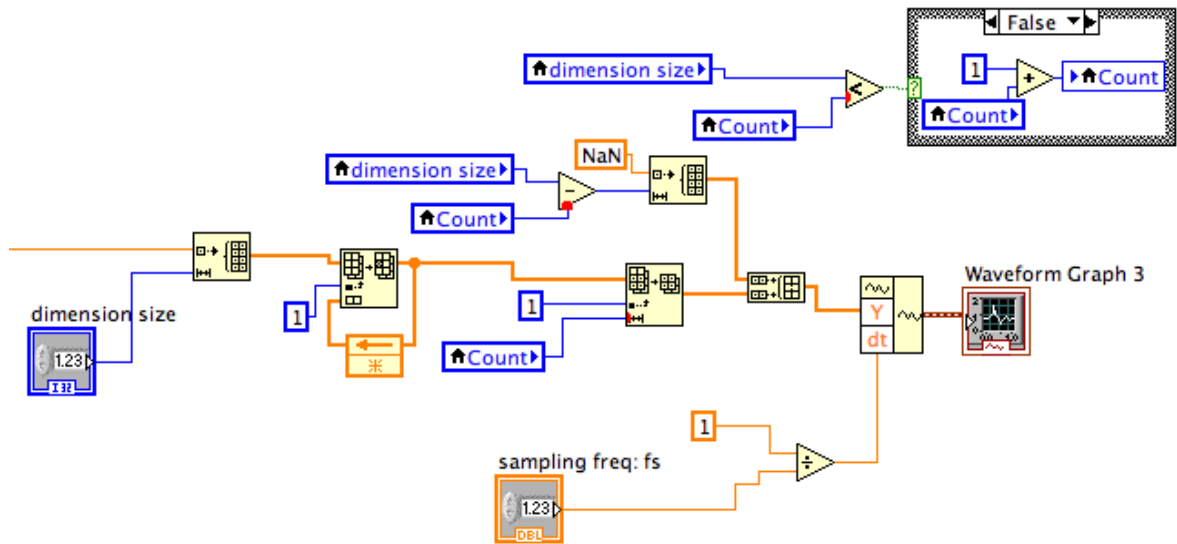 False
dimension size
1
+
Count
<
?
Count
Count
NaN
dimension size
-
Count
Waveform Graph 3
1
dimension size
1
Y
dt
1.23
I32
Count
1
÷
sampling freq: fs
1.23
DBL